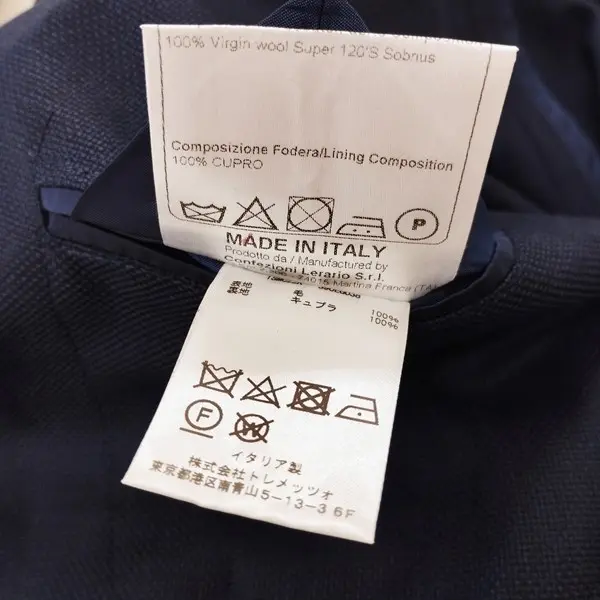 100% Virgin wool Super 120'S Sobrius
Composizione Fodera/Lining Composition
100% CUPRO
P
MADE IN ITALY
Prodotto da / Manufactured by
Confezioni Lerario S.r.l.
74015 Martina Franca (TA)
表地 毛 100%
裏地 キュプラ 100%
F
W
イタリア製
株式会社トレメッツォ
東京都港区南青山5-13-3 6F